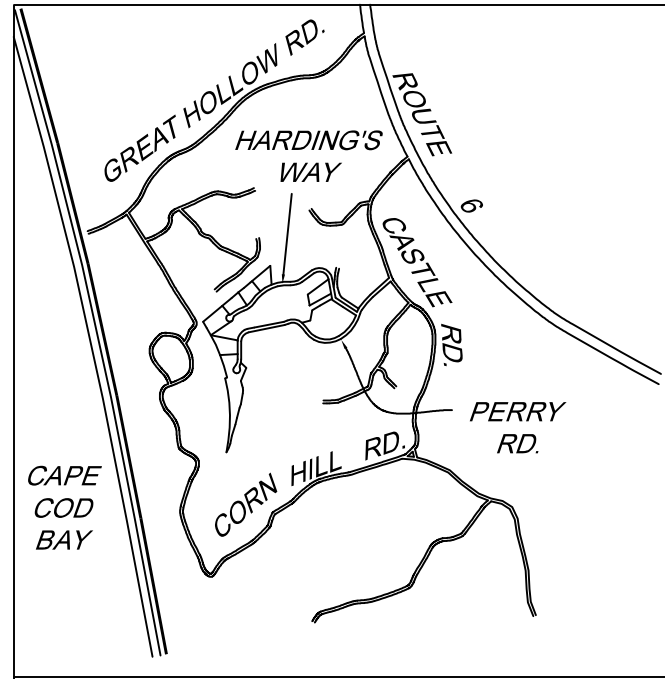 GREAT HOLLOW RD.
ROUTE 6
HARDING'S
WAY
CASTLE RD.
PERRY
RD.
CORN HILL RD.
CAPE
COD
BAY